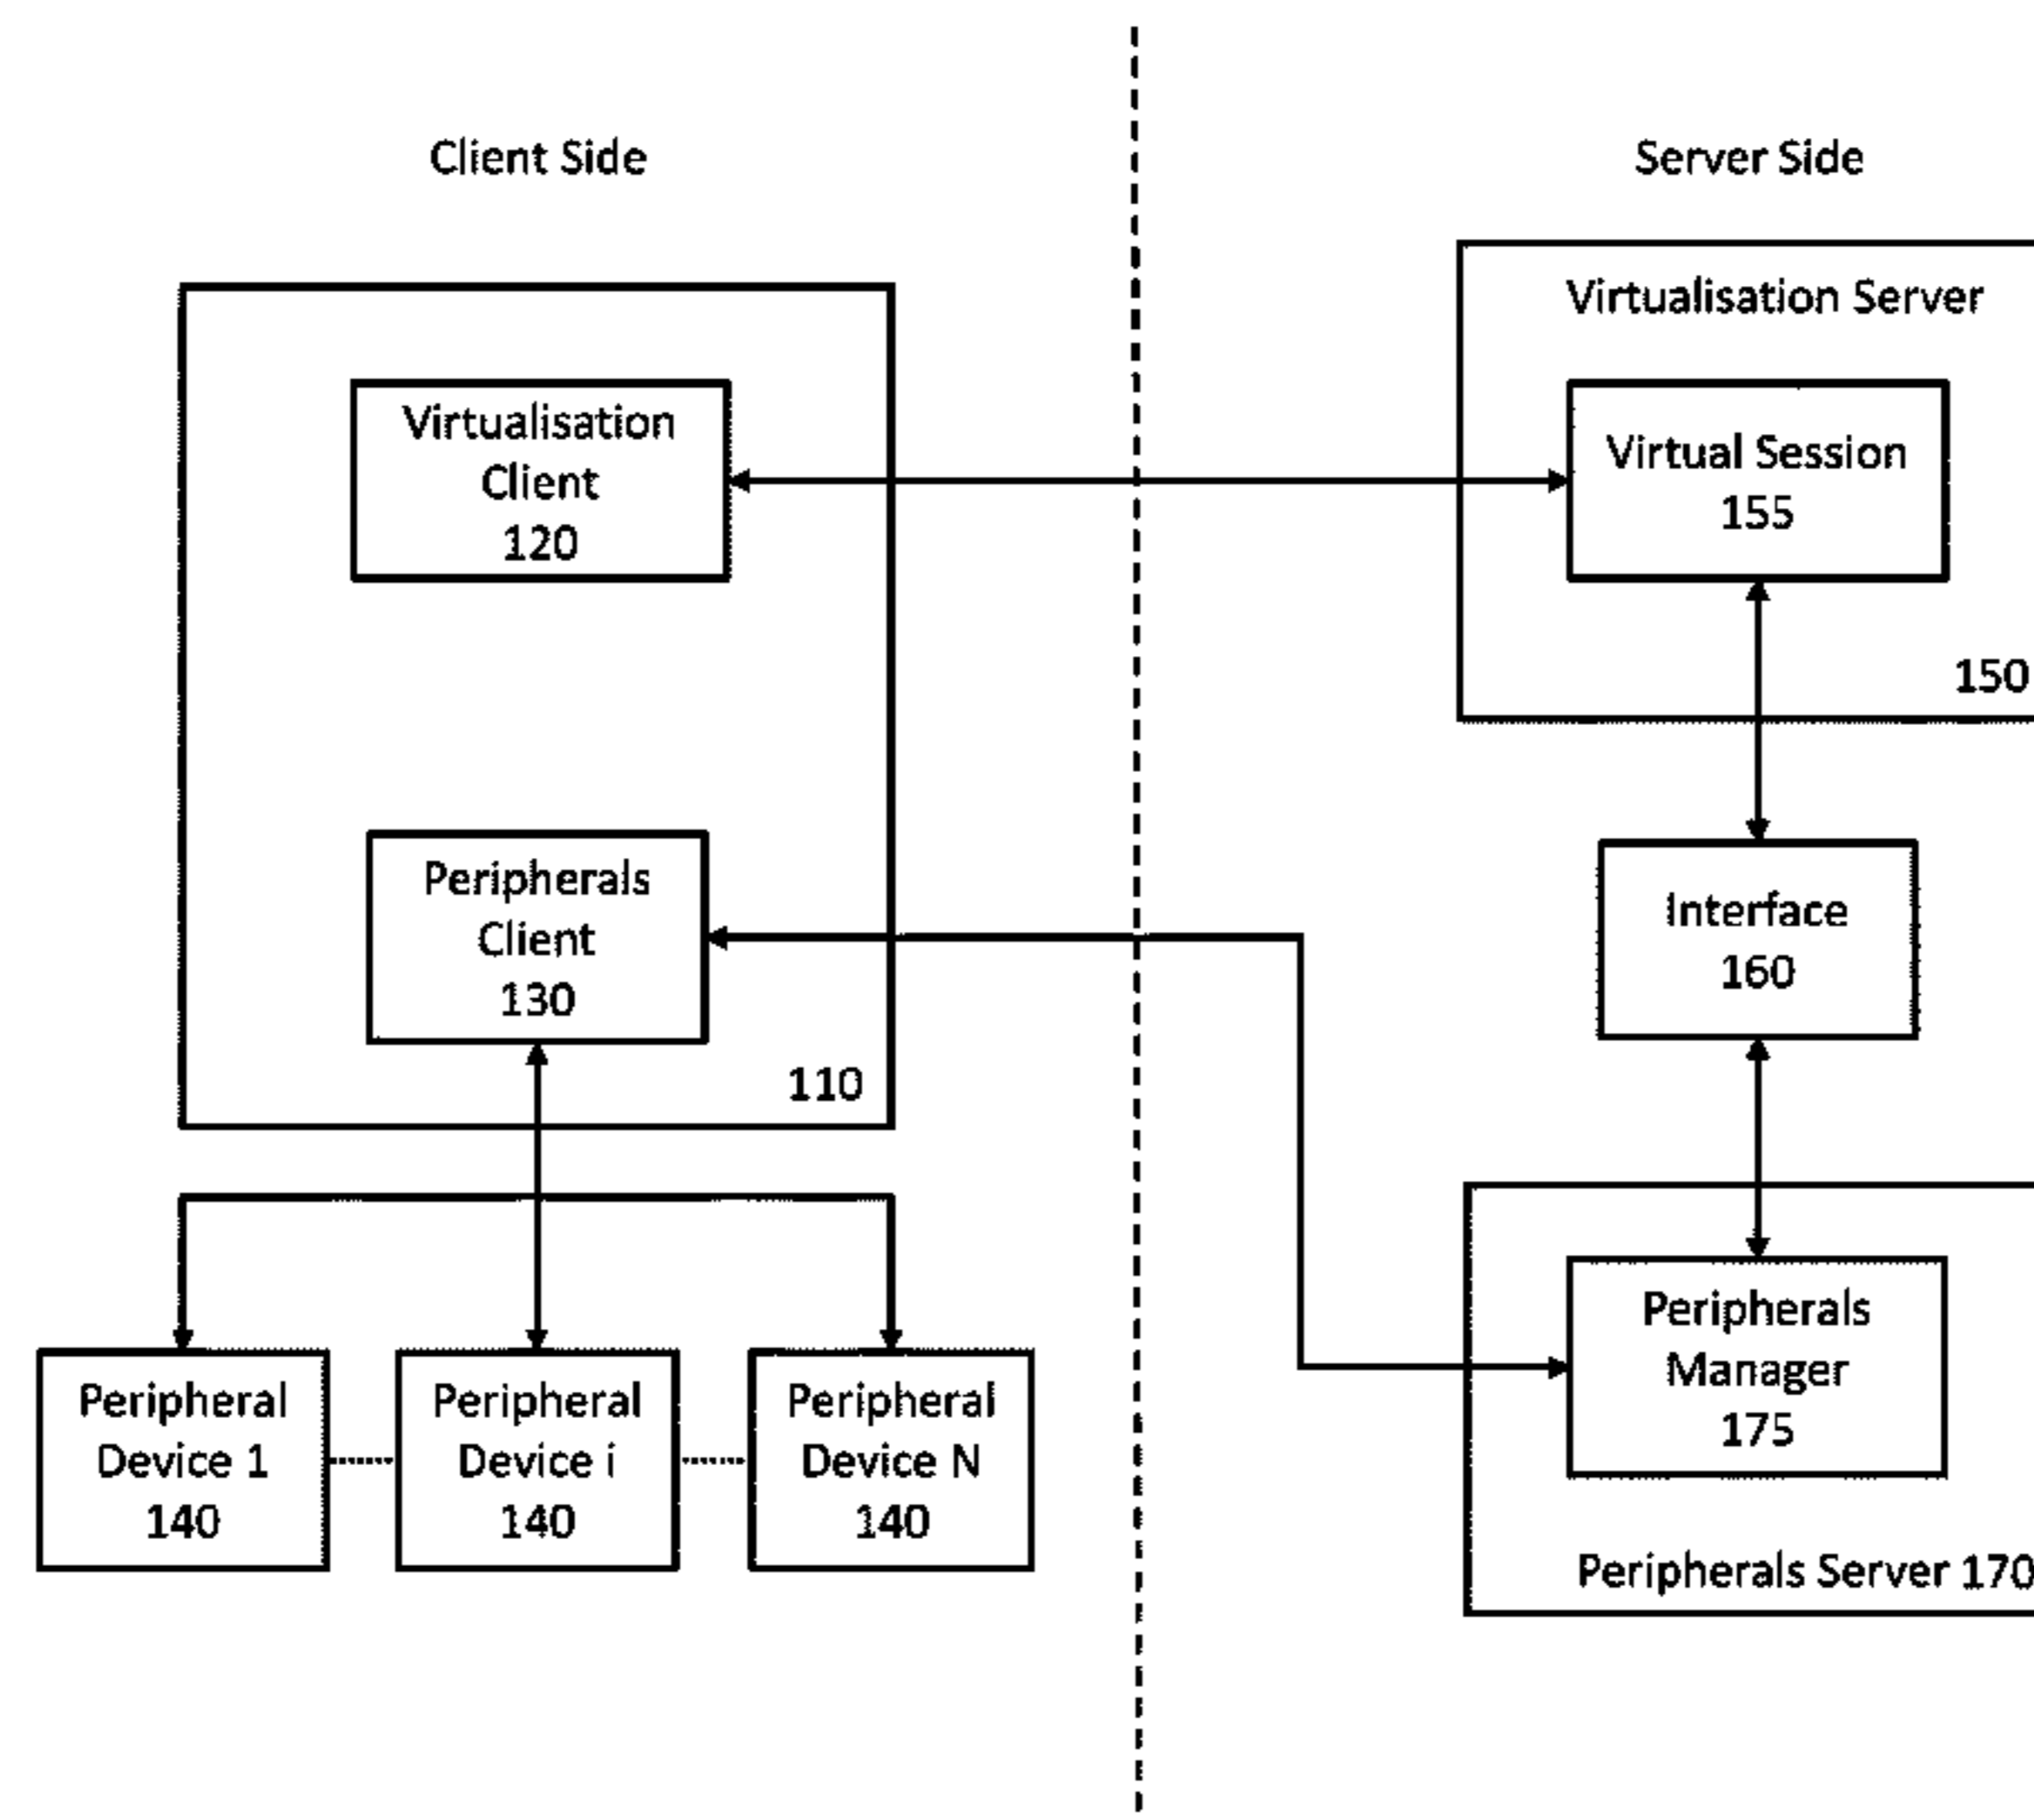 Client Side
Server Side
Virtualisation Server
Virtualisation
Client
120
Virtual Session
155
150
Peripherals
Client
130
110
Interface
160
Peripheral
Device 1
140
Peripheral
Device i
140
Peripheral
Device N
140
Peripherals
Manager
175
Peripherals Server 170